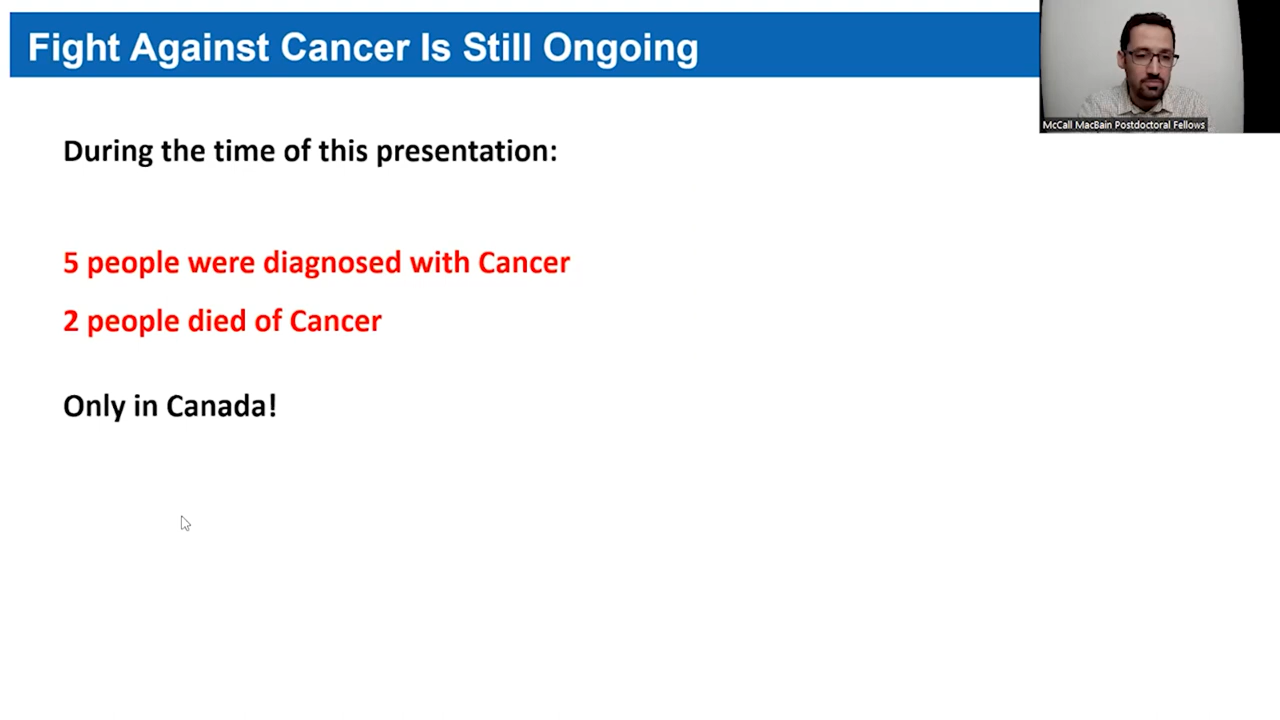 Fight Against Cancer Is Still Ongoing
McCall MacBain Postdoctoral Fellows
During the time of this presentation:
5 people were diagnosed with Cancer
2 people died of Cancer
Only in Canada!